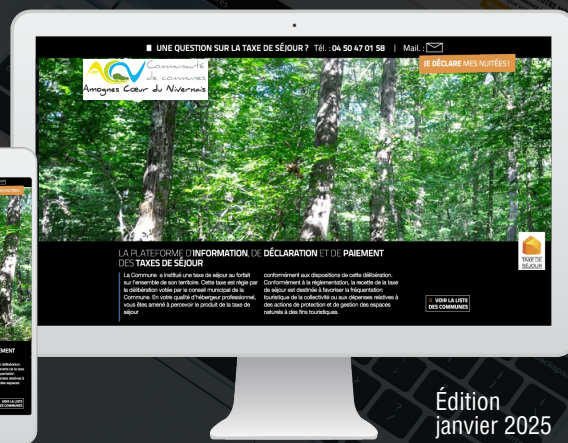 UNE QUESTION SUR LA TAXE DE SÉJOUR ? Tél. : 04 50 47 01 58 | Mail. :
JE DÉCLARE MES NUITÉES !
ACN
Communauté
de communes
Amognes Cœur du Nivernais
LA PLATEFORME D'INFORMATION, DE DÉCLARATION ET DE PAIEMENT
DES TAXES DE SÉJOUR
La Commune a institué une taxe de séjour au forfait
sur l'ensemble de son territoire. Cette taxe est régie par
la délibération votée par le conseil municipal de la
Commune. En votre qualité d'hébergeur professionnel,
vous êtes amené à percevoir le produit de la taxe de
séjour
conformément aux dispositions de cette délibération.
Conformément à la réglementation, la recette de la taxe
de séjour est destinée à favoriser la fréquentation
touristique de la collectivité ou aux dépenses relatives à
des actions de protection et de gestion des espaces
naturels à des fins touristiques.
TAXE DE
SÉJOUR
VOIR LA LISTE
DES COMMUNES
VOIR LA LISTE
DES COMMUNES
Édition
janvier 2025